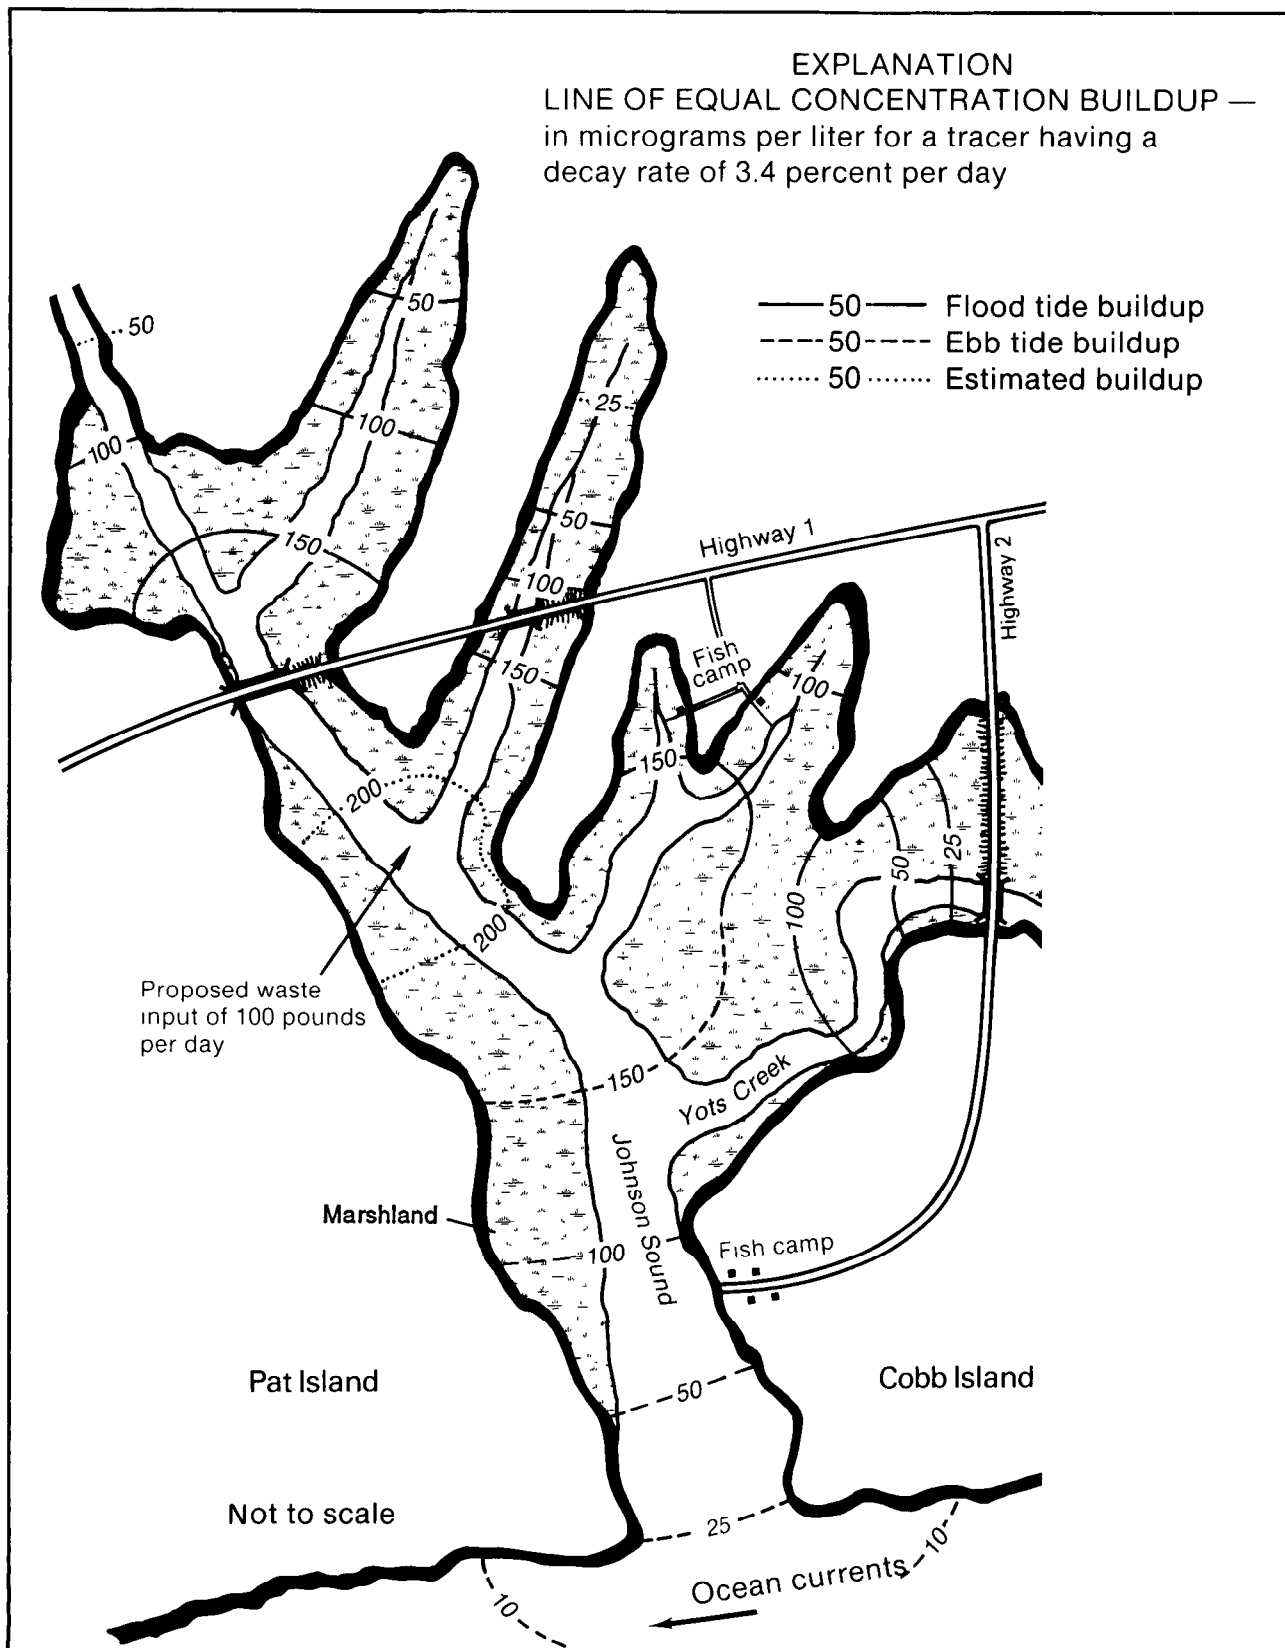 EXPLANATION
LINE OF EQUAL CONCENTRATION BUILDUP —
in micrograms per liter for a tracer having a
decay rate of 3.4 percent per day
50 Flood tide buildup
50 Ebb tide buildup
50 Estimated buildup
50
50
100
100
25
150
50
100
Highway 1
Highway 2
150
Fish
camp
100
150
200
50
25
100
200
Proposed waste
input of 100 pounds
per day
150
Yots Creek
Johnson Sound
Marshland
100
Fish camp
Pat Island
50
Cobb Island
Not to scale
25
10
Ocean currents
10